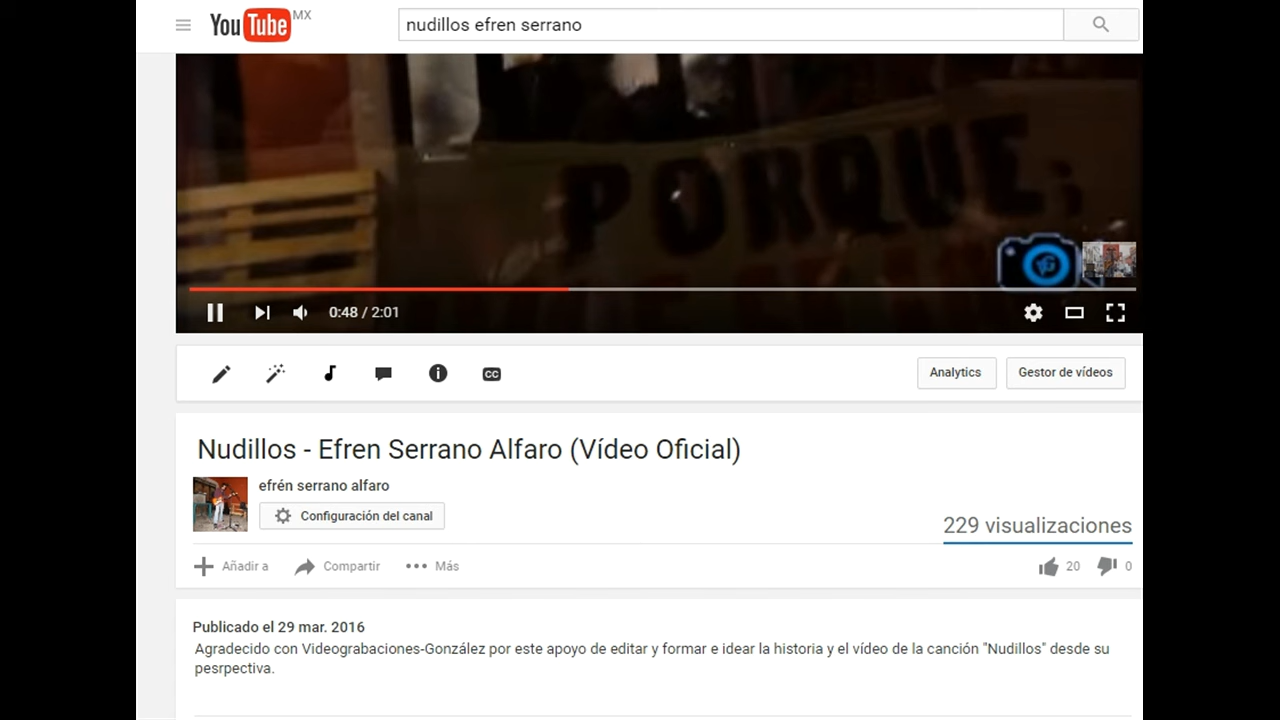 YouTube MX
nudillos efren serrano
PORQUE
0:48 / 2:01
CC
Analytics
Gestor de vídeos
Nudillos - Efren Serrano Alfaro (Vídeo Oficial)
efrén serrano alfaro
Configuración del canal
229 visualizaciones
Añadir a
Compartir
Más
20
0
Publicado el 29 mar. 2016
Agradecido con Videograbaciones-González por este apoyo de editar y formar e idear la historia y el vídeo de la canción "Nudillos" desde su
pesrpectiva.